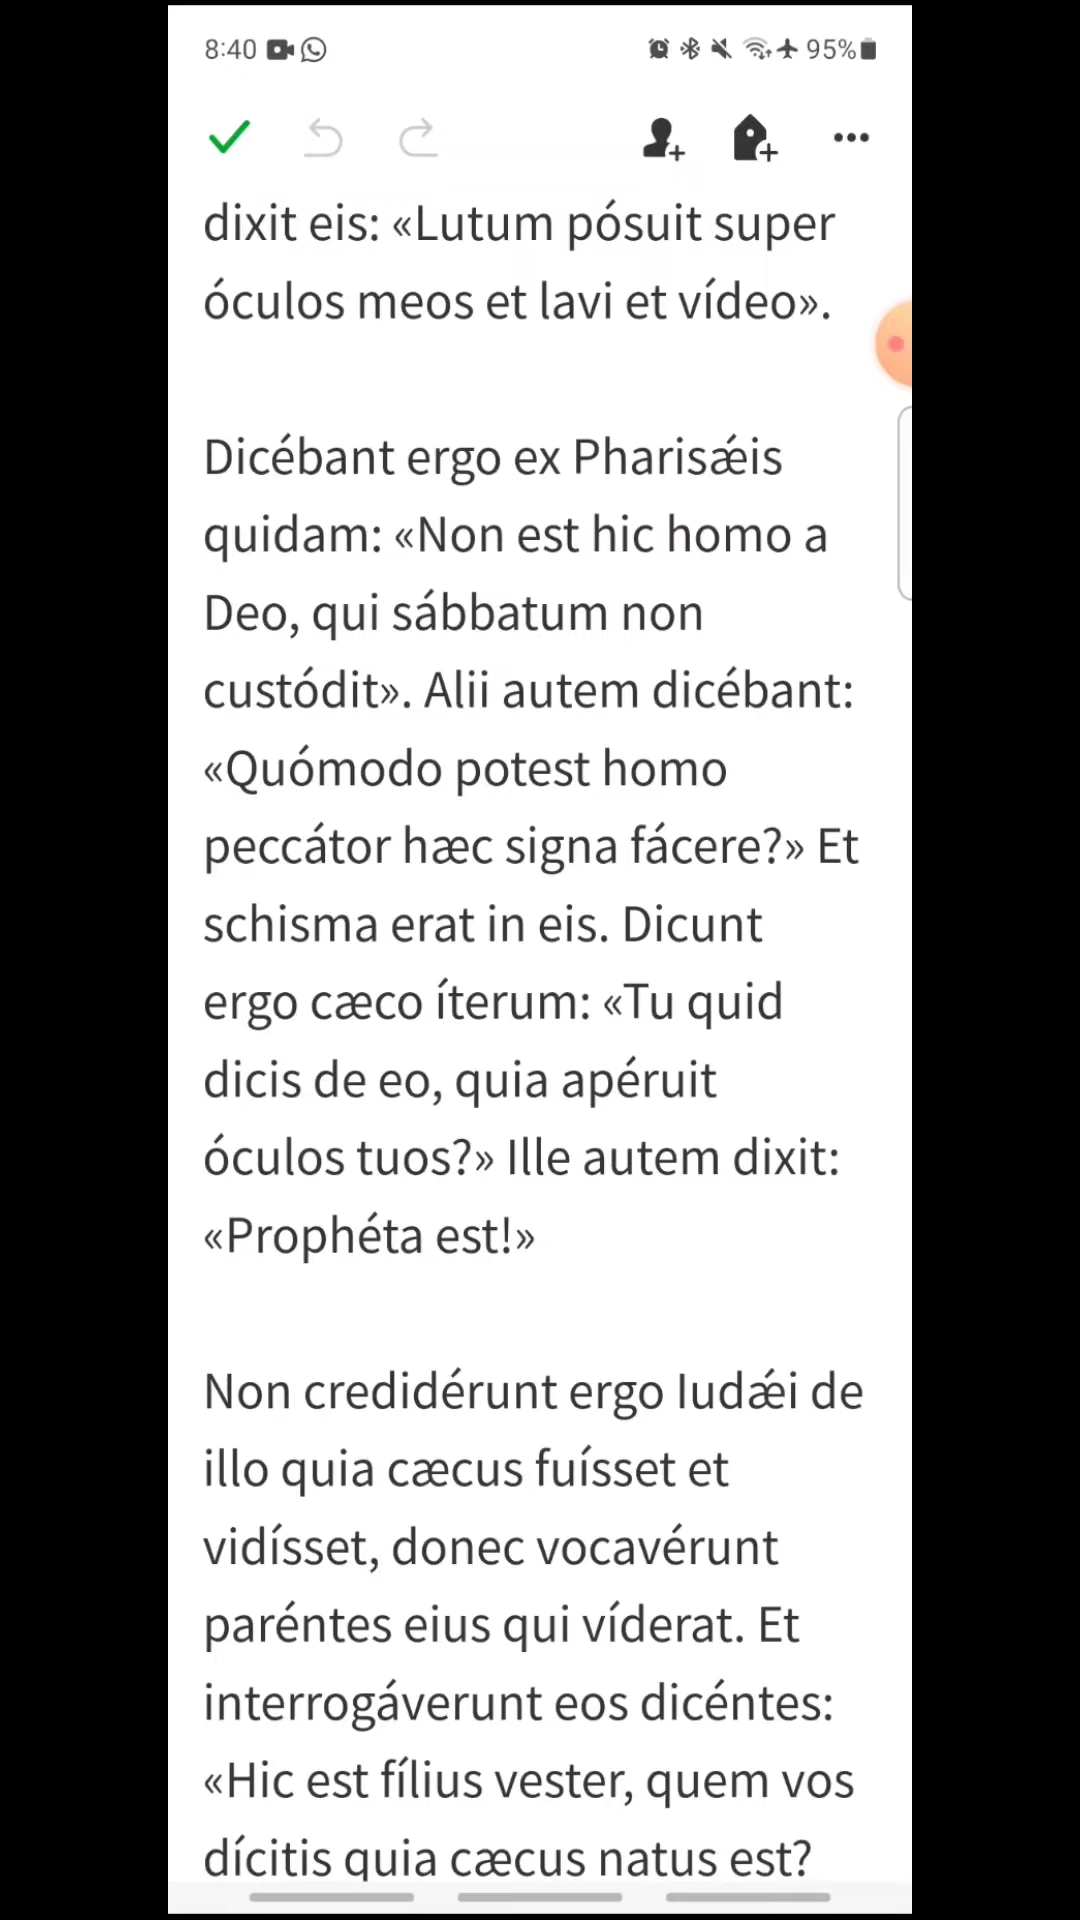 8:40 95%
dixit eis: «Lutum pósuit super
óculos meos et lavi et vídeo».
Dicébant ergo ex Pharisǽis
quidam: «Non est hic homo a
Deo, qui sábbatum non
custódit». Alii autem dicébant:
«Quómodo potest homo
peccátor hæc signa fácere?» Et
schisma erat in eis. Dicunt
ergo cæco íterum: «Tu quid
dicis de eo, quia apéruit
óculos tuos?» Ille autem dixit:
«Prophéta est!»
Non credidérunt ergo Iudǽi de
illo quia cæcus fuísset et
vidísset, donec vocavérunt
paréntes eius qui víderat. Et
interrogáverunt eos dicéntes:
«Hic est fílius vester, quem vos
dícitis quia cæcus natus est?